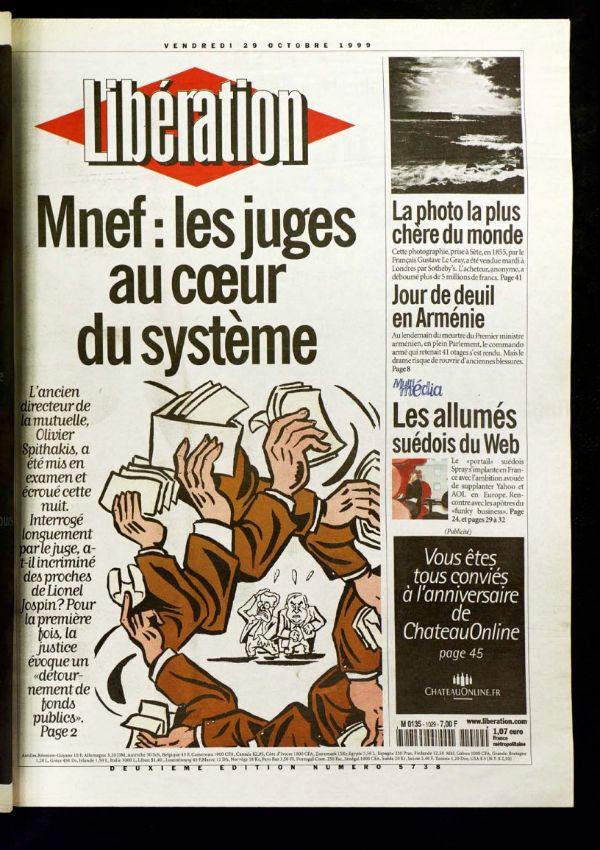 VENDREDI 29 OCTOBRE 1999
Libération
Mnef : les juges
au cœur
du système
L'ancien
directeur de
la mutuelle,
Olivier
Spithakis, a
été mis en
examen et
écroué cette
nuit.
Interrogé
longuement
par le juge, a-
t-il incriminé
des proches
de Lionel
Jospin? Pour
la première
fois, la
justice
évoque un
«détour-
nement de
fonds
publics».
Page 2
La photo la plus
chère du monde
Cette photographie, prise à Sète, en 1855, par le
Français Gustave Le Gray, a été vendue mardi à
Londres par Sotheby's. L'acheteur, anonyme, a
déboursé plus de 5 millions de francs. Page 41
Jour de deuil
en Arménie
Au lendemain du meurtre du Premier ministre
arménien, en plein Parlement, le commando
armé qui retenait 41 otages s'est rendu. Mais le
drame risque de rouvrir d'anciennes blessures.
Page 8
Multi
média
Les allumés
suédois du Web
Le «portail» suédois
Spray s'implante en Fran-
ce avec l'ambition avouée
de supplanter Yahoo et
AOL en Europe. Ren-
contre avec les apôtres du
«funky business». Page
24, et pages 29 à 32
(Publicité)
Vous êtes
tous conviés
à l'anniversaire
de
ChateauOnline
page 45
CHATEAUONLINE.FR
M 0135 - 1029 - 7,00 F
www.liberation.com
1,07 euro
France
métropolitaine
DEUXIEME EDITION NUMERO 5738